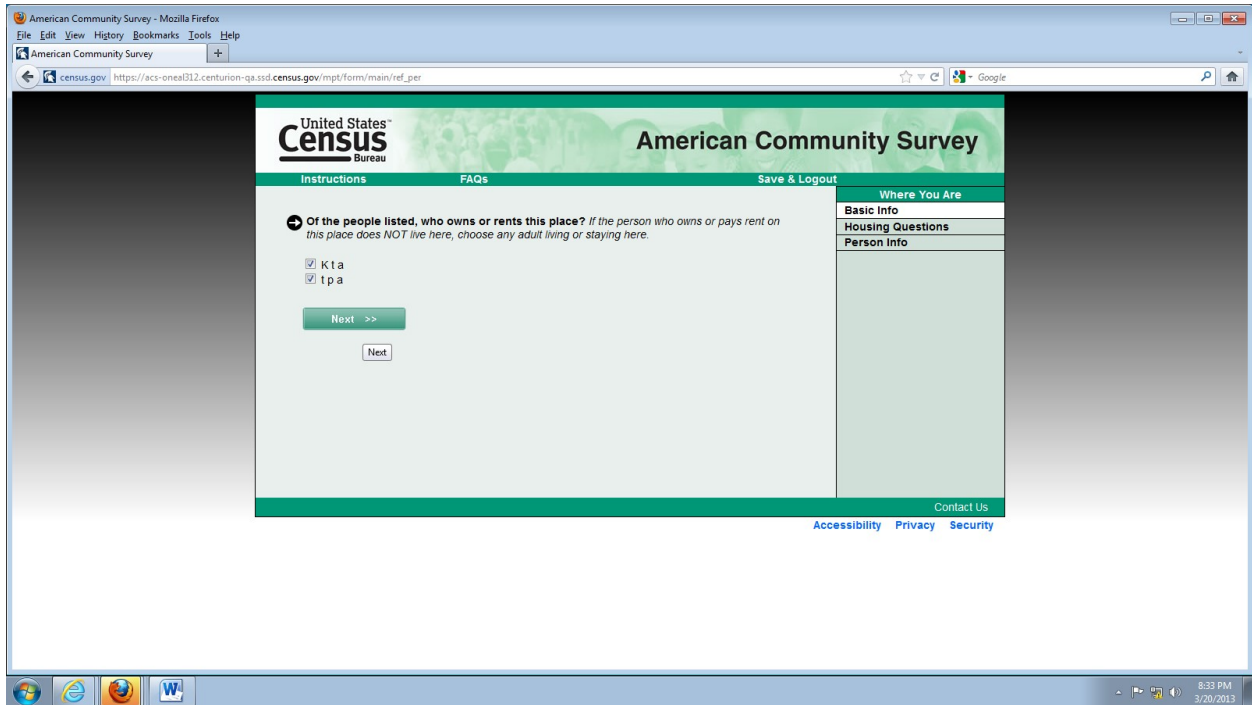 American Community Survey - Mozilla Firefox
File Edit View History Bookmarks Tools Help
American Community Survey +
census.gov https://acs-oneal312.centurion-qa.ssd.census.gov/mpt/form/main/ref_per
Google
United States™
Census
Bureau
American Community Survey
Instructions FAQs Save & Logout
Where You Are
Basic Info
Housing Questions
Person Info
Of the people listed, who owns or rents this place? If the person who owns or pays rent on
this place does NOT live here, choose any adult living or staying here.
K t a
t p a
Next >>
Next
Contact Us
Accessibility Privacy Security
W
8:33 PM
3/20/2013